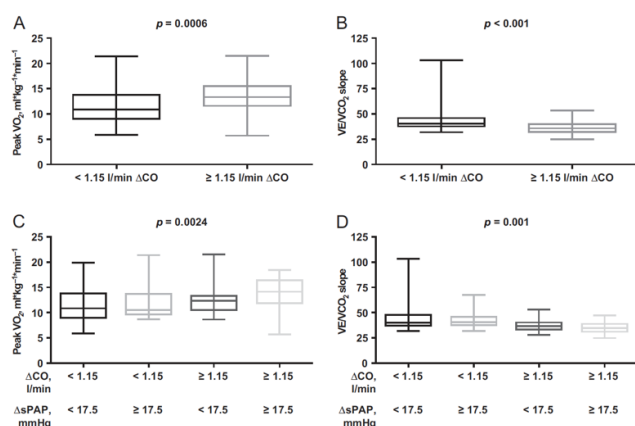 A
p = 0.0006
Peak VO₂, ml*kg⁻¹*min⁻¹
25
20
15
10
5
0
< 1.15 l/min ΔCO
≥ 1.15 l/min ΔCO
B
p < 0.001
VE/VCO₂ slope
125
100
75
50
25
0
< 1.15 l/min ΔCO
≥ 1.15 l/min ΔCO
C
p = 0.0024
Peak VO₂, ml*kg⁻¹*min⁻¹
25
20
15
10
5
0
ΔCO, l/min
< 1.15
< 1.15
≥ 1.15
≥ 1.15
ΔsPAP, mmHg
< 17.5
≥ 17.5
< 17.5
≥ 17.5
D
p = 0.001
VE/VCO₂ slope
125
100
75
50
25
0
ΔCO, l/min
< 1.15
< 1.15
≥ 1.15
≥ 1.15
ΔsPAP, mmHg
< 17.5
≥ 17.5
< 17.5
≥ 17.5